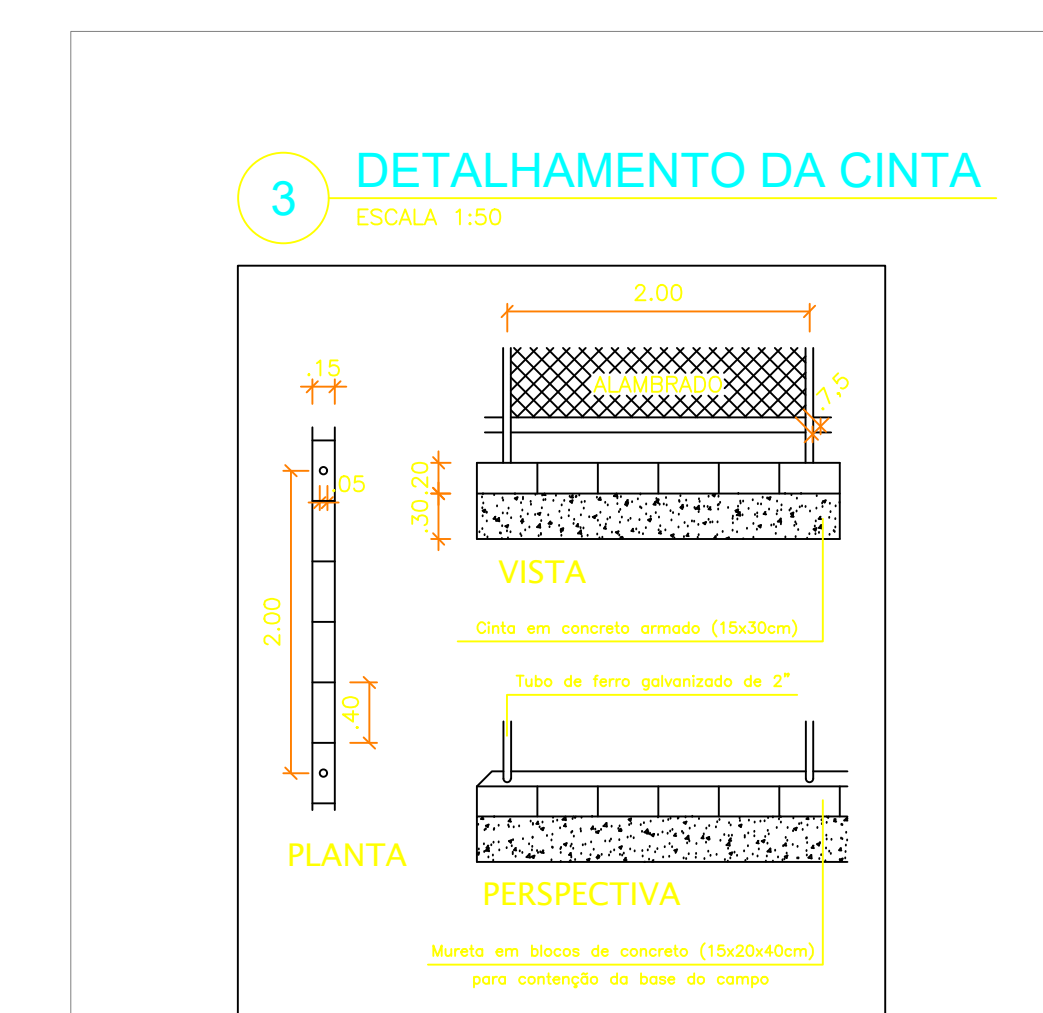 3
DETALHAMENTO DA CINTA
ESCALA 1:50
2.00
.15
ALAMBRADO
.7,5
.05
.20
.30
VISTA
2.00
Cinta em concreto armado (15x30cm)
Tubo de ferro galvanizado de 2"
.40
PLANTA
PERSPECTIVA
Mureta em blocos de concreto (15x20x40cm)
para contenção da base do campo